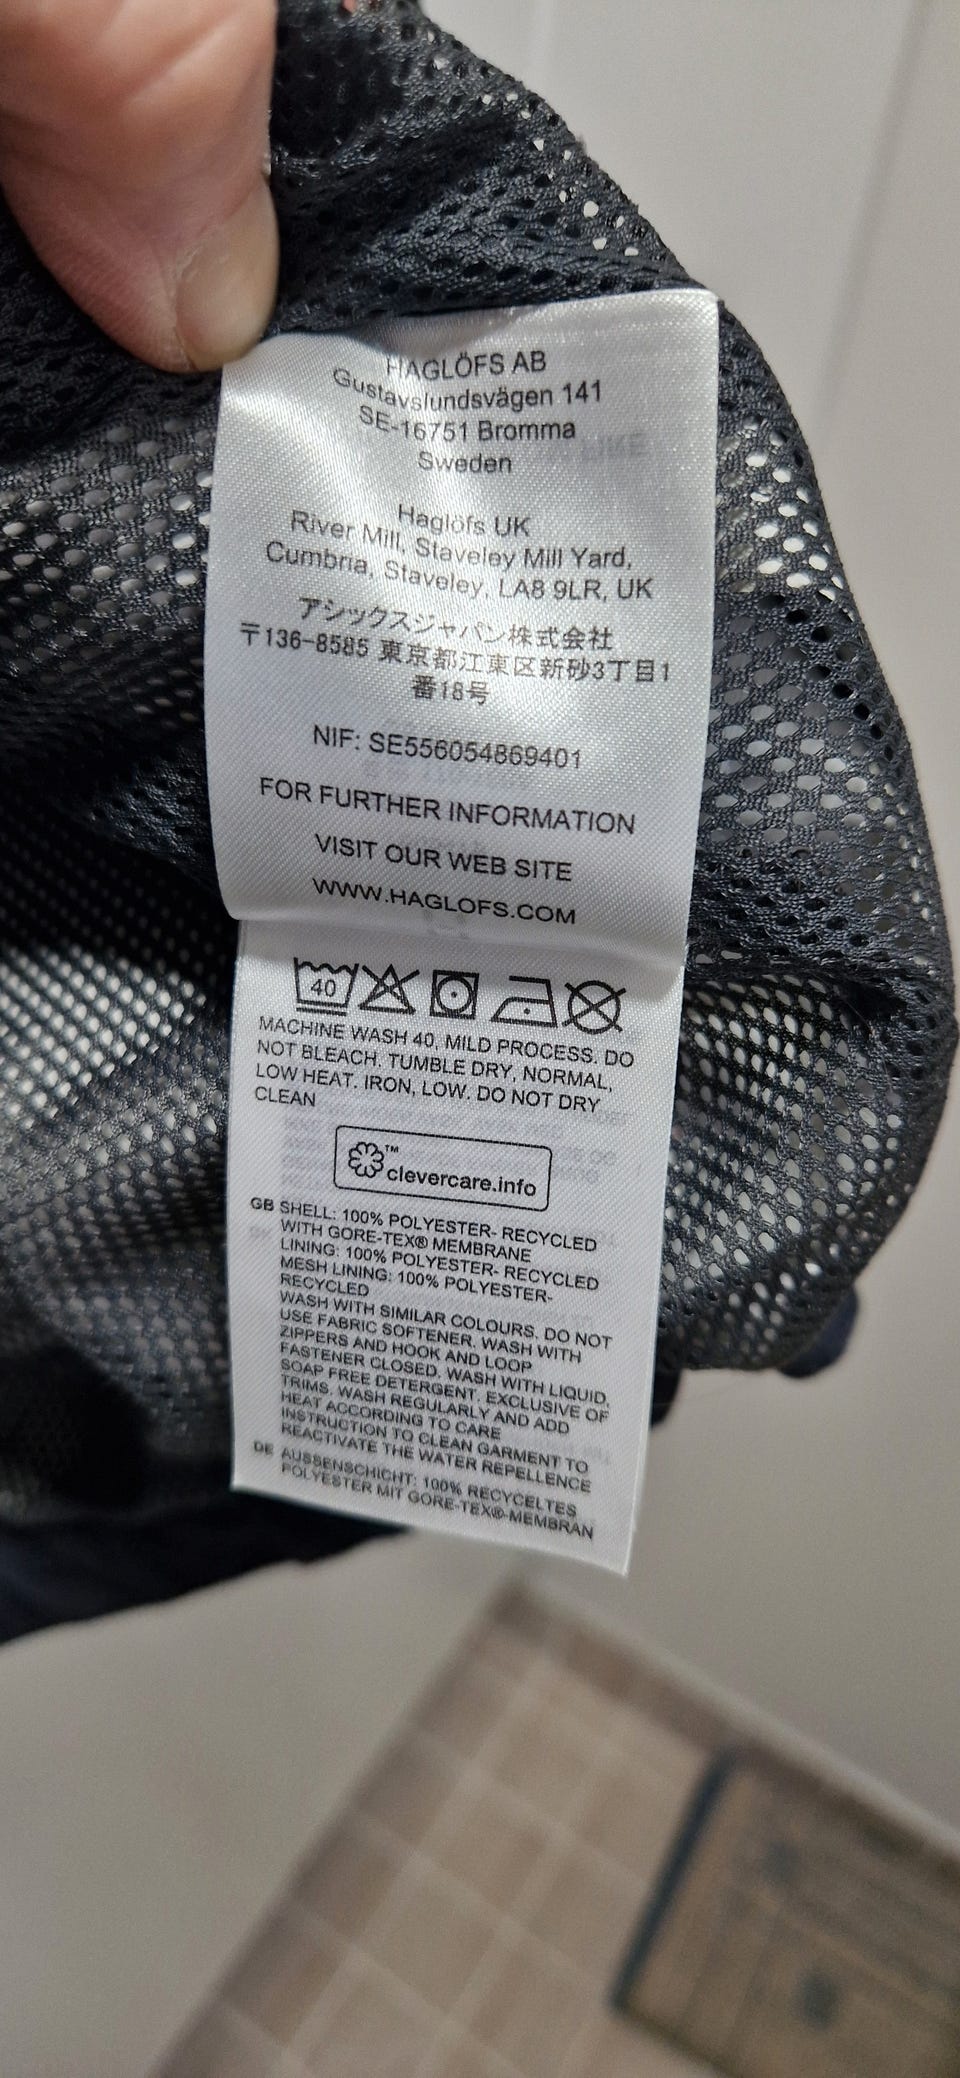 HAGLÖFS AB
Gustavslundsvägen 141
SE-16751 Bromma
Sweden
Haglöfs UK
River Mill, Staveley Mill Yard,
Cumbria, Staveley, LA8 9LR, UK
アシックスジャパン株式会社
〒136-8585 東京都江東区新砂3丁目1
番18号
NIF: SE556054869401
FOR FURTHER INFORMATION
VISIT OUR WEB SITE
WWW.HAGLOFS.COM
40
MACHINE WASH 40, MILD PROCESS. DO
NOT BLEACH. TUMBLE DRY, NORMAL,
LOW HEAT. IRON, LOW. DO NOT DRY
CLEAN
™
clevercare.info
GB SHELL: 100% POLYESTER- RECYCLED
WITH GORE-TEX® MEMBRANE
LINING: 100% POLYESTER- RECYCLED
MESH LINING: 100% POLYESTER-
RECYCLED
WASH WITH SIMILAR COLOURS. DO NOT
USE FABRIC SOFTENER. WASH WITH
ZIPPERS AND HOOK AND LOOP
FASTENER CLOSED. WASH WITH LIQUID,
SOAP FREE DETERGENT. EXCLUSIVE OF
TRIMS. WASH REGULARLY AND ADD
HEAT ACCORDING TO CARE
INSTRUCTION TO CLEAN GARMENT TO
REACTIVATE THE WATER REPELLENCE
DE AUSSENSCHICHT: 100% RECYCELTES
POLYESTER MIT GORE-TEX®-MEMBRAN